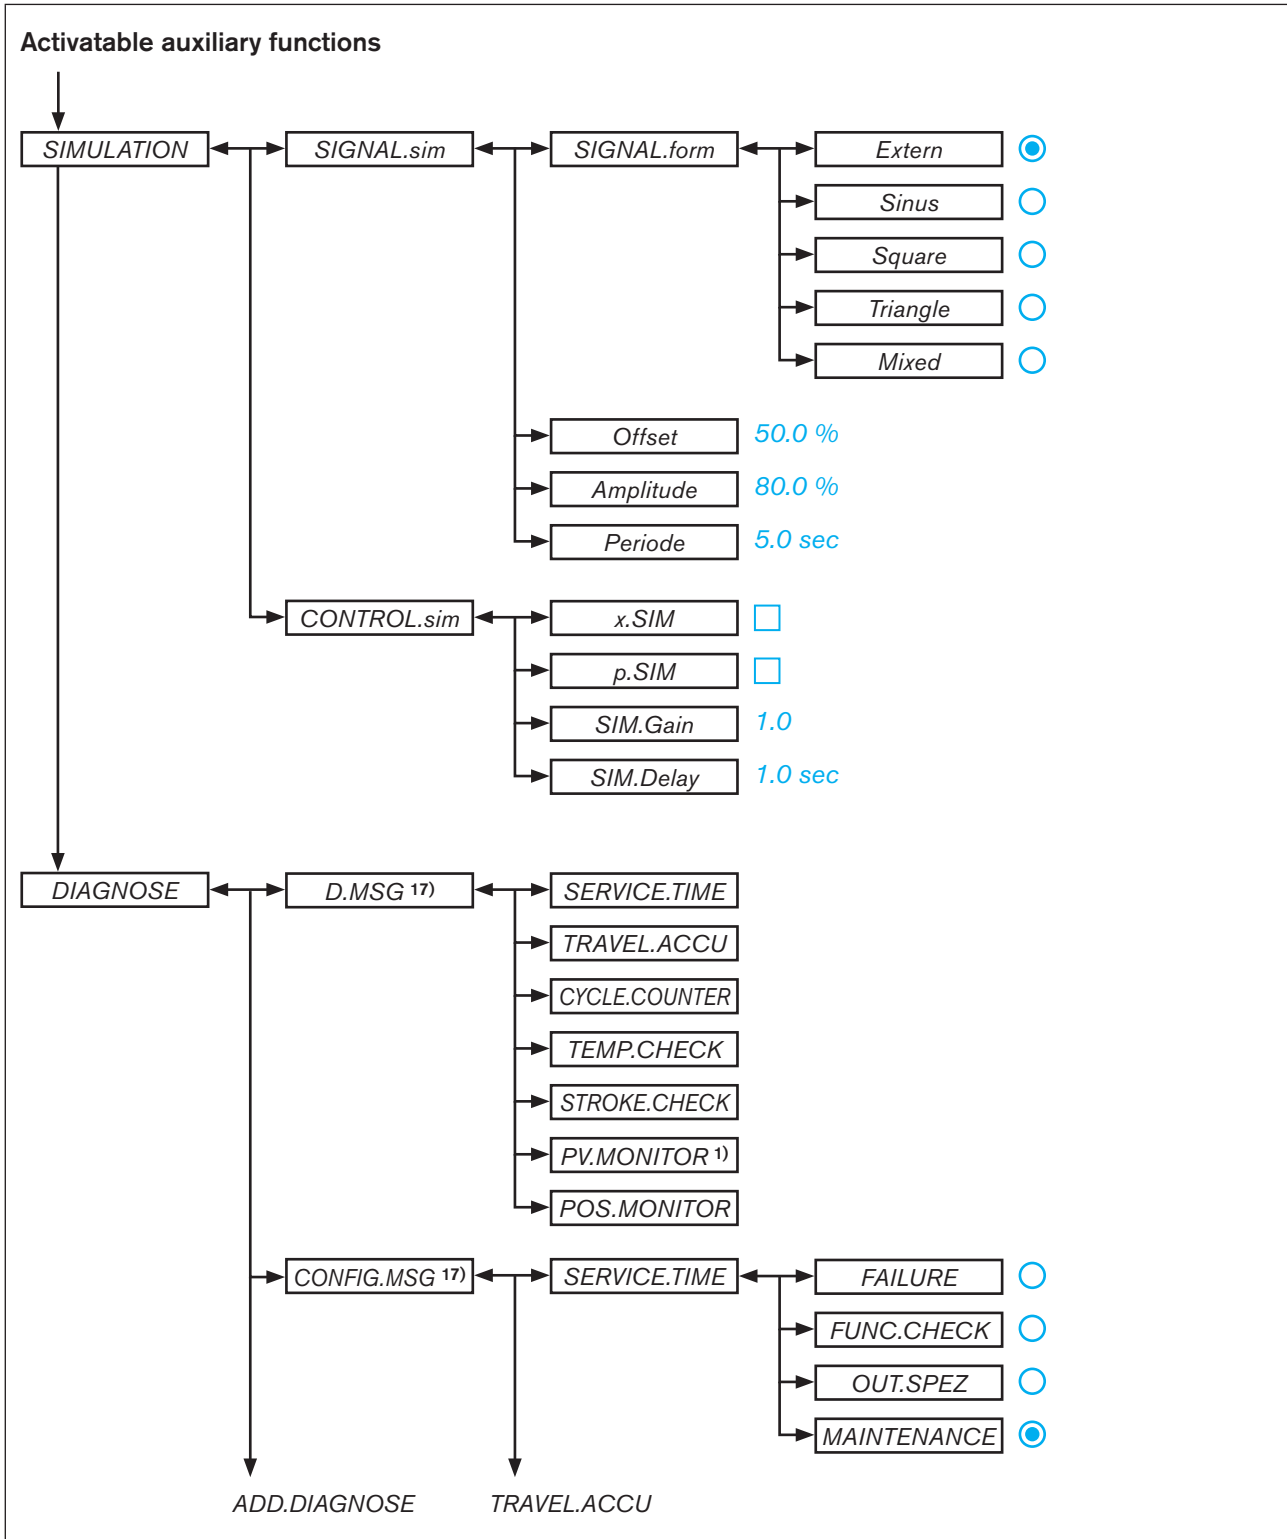 Activatable auxiliary functions
SIMULATION SIGNAL.sim SIGNAL.form Extern
Sinus
Square
Triangle
Mixed
Offset 50.0 %
Amplitude 80.0 %
Periode 5.0 sec
CONTROL.sim x.SIM
p.SIM
SIM.Gain 1.0
SIM.Delay 1.0 sec
DIAGNOSE D.MSG 17) SERVICE.TIME
TRAVEL.ACCU
CYCLE.COUNTER
TEMP.CHECK
STROKE.CHECK
PV.MONITOR 1)
POS.MONITOR
CONFIG.MSG 17) SERVICE.TIME FAILURE
FUNC.CHECK
OUT.SPEZ
MAINTENANCE
ADD.DIAGNOSE TRAVEL.ACCU